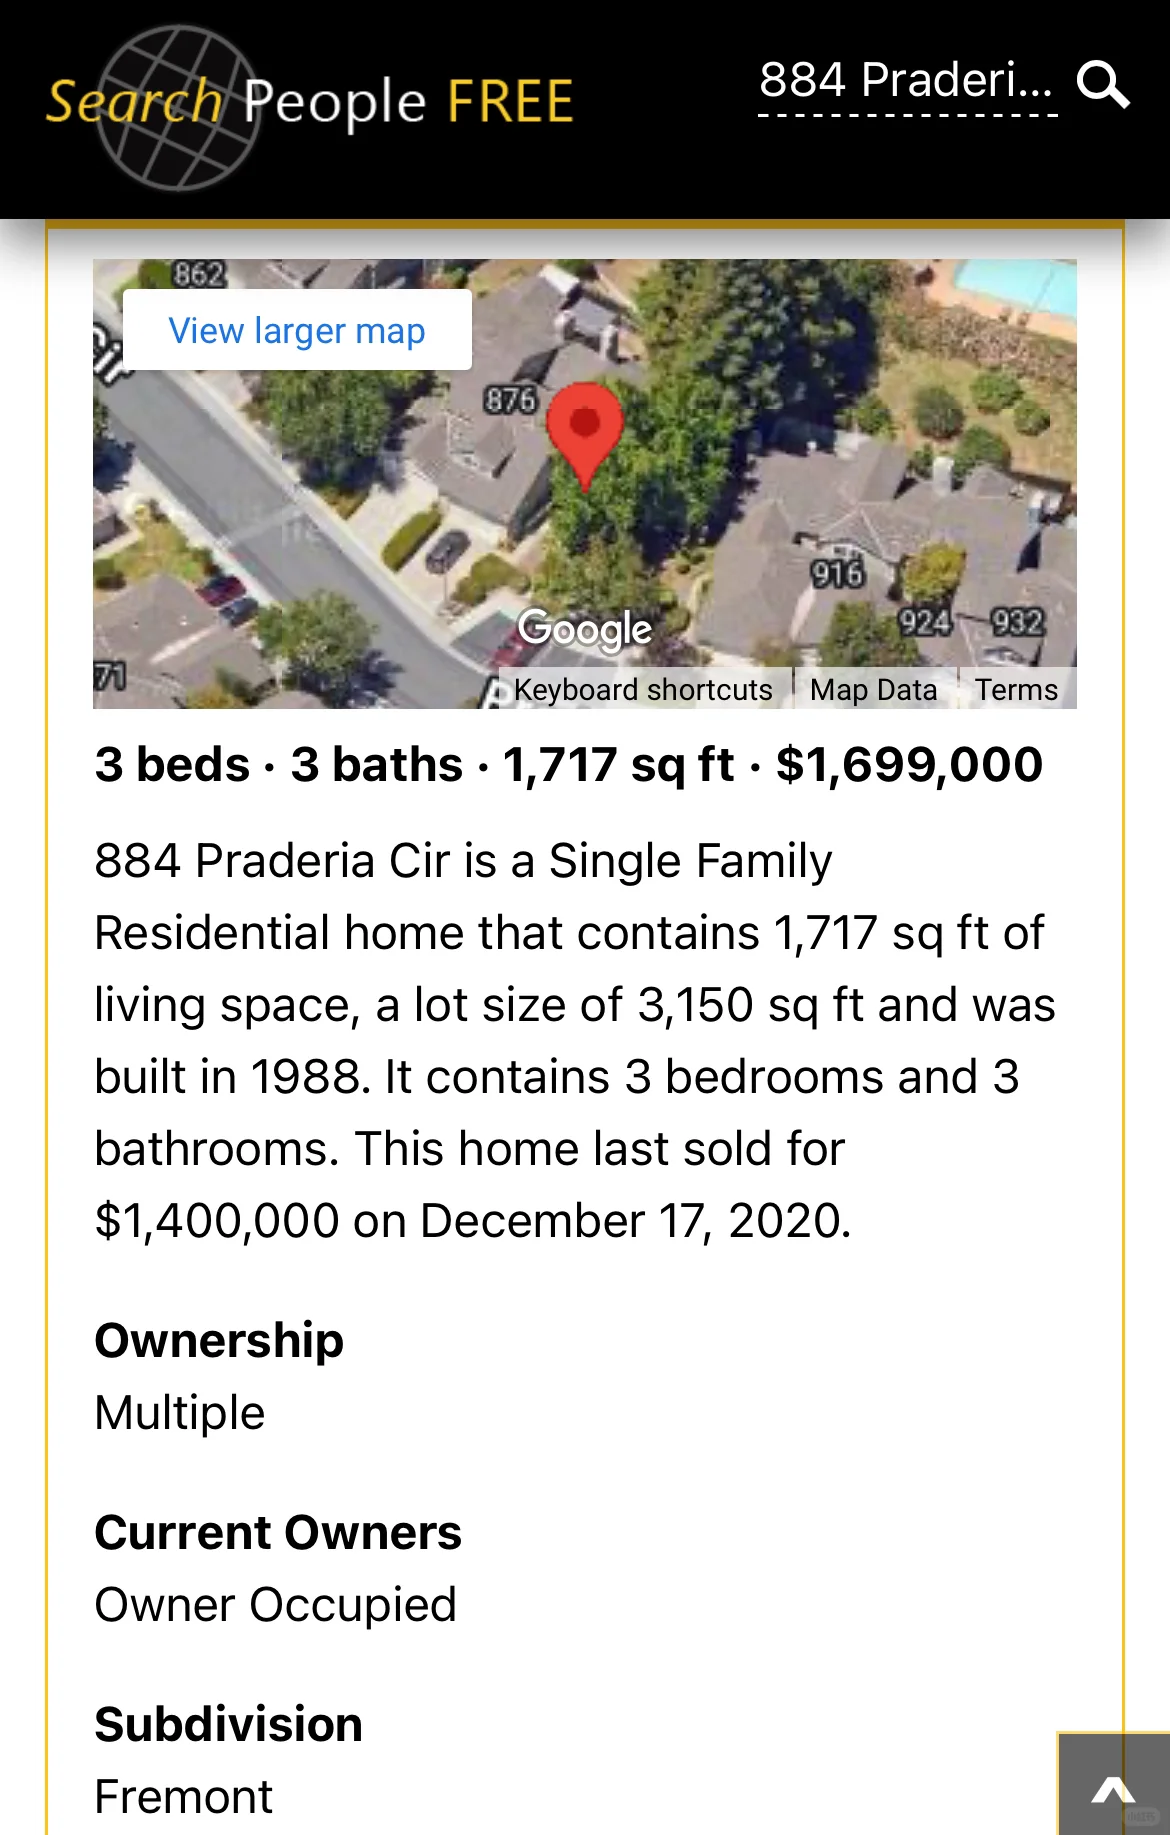 Search People FREE
884 Praderi...
862
View larger map
Cir
876
916
924
932
71
Google
Keyboard shortcuts
Map Data
Terms
3 beds · 3 baths · 1,717 sq ft · $1,699,000
884 Praderia Cir is a Single Family
Residential home that contains 1,717 sq ft of
living space, a lot size of 3,150 sq ft and was
built in 1988. It contains 3 bedrooms and 3
bathrooms. This home last sold for
$1,400,000 on December 17, 2020.
Ownership
Multiple
Current Owners
Owner Occupied
Subdivision
Fremont